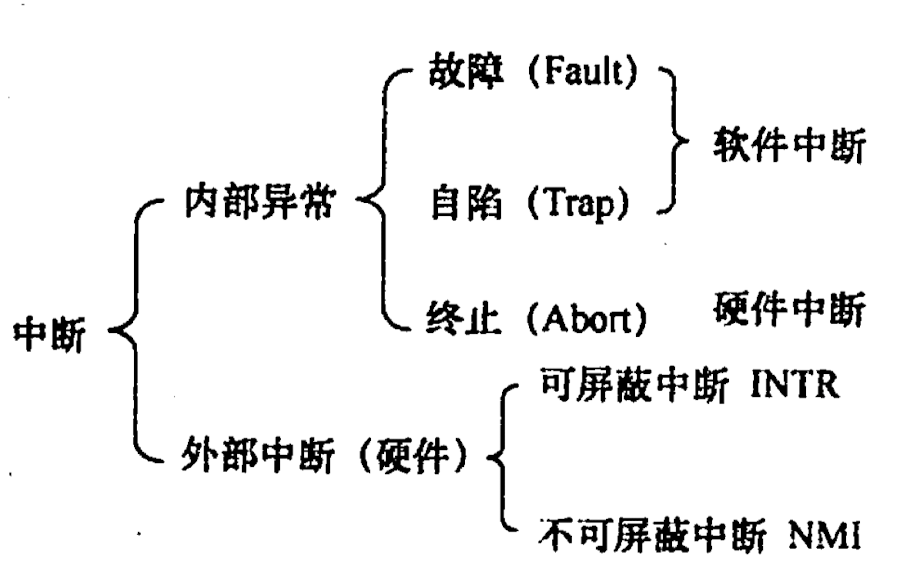 故障（Fault）
软件中断
内部异常
自陷（Trap）
终止（Abort）
硬件中断
中断
可屏蔽中断 INTR
外部中断（硬件）
不可屏蔽中断 NMI